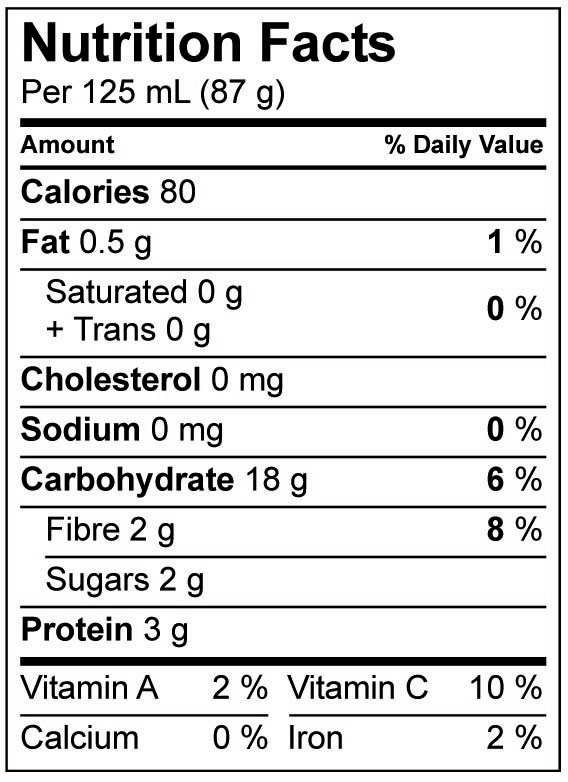 Nutrition Facts
Per 125 mL (87 g)
Amount % Daily Value
Calories 80
Fat 0.5 g 1 %
Saturated 0 g
+ Trans 0 g 0 %
Cholesterol 0 mg
Sodium 0 mg 0 %
Carbohydrate 18 g 6 %
Fibre 2 g 8 %
Sugars 2 g
Protein 3 g
Vitamin A 2 % Vitamin C 10 %
Calcium 0 % Iron 2 %